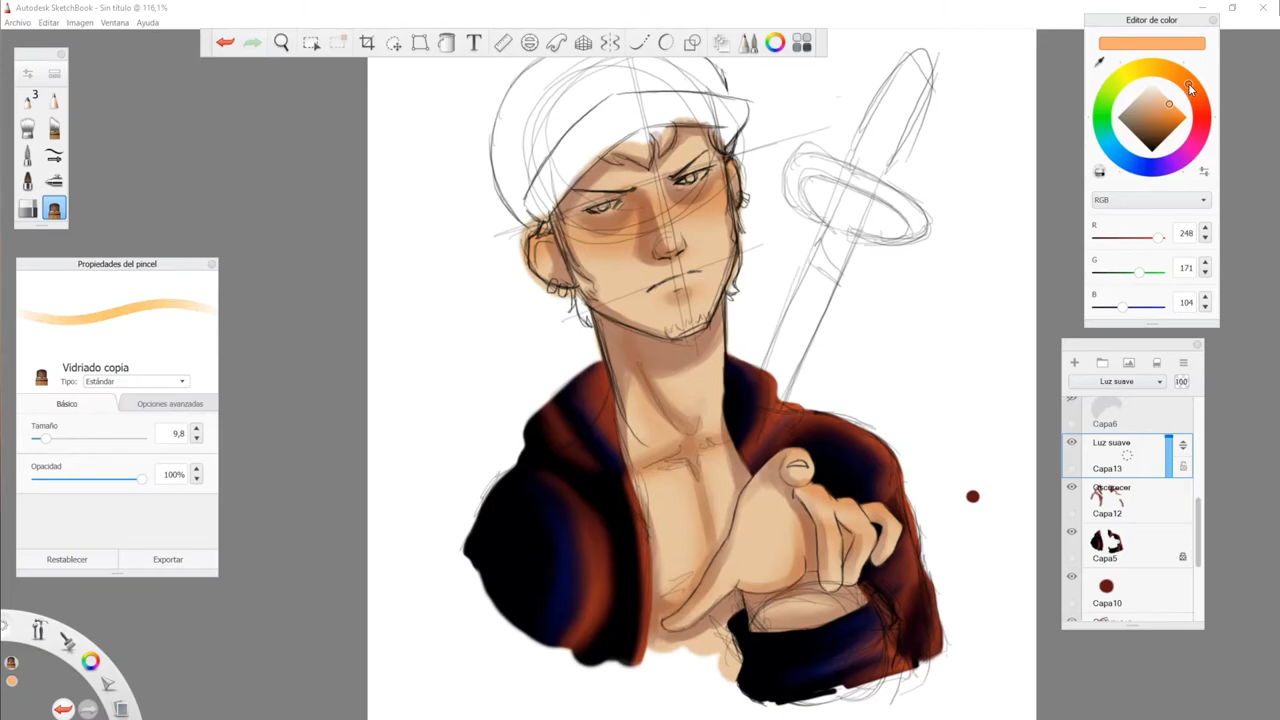 Autodesk SketchBook - Sin título @ 116,1%
Archivo Editar Imagen Ventana Ayuda
Editor de color
RGB
R 248
G 171
B 104
3
Propiedades del pincel
Vidriado copia
Tipo: Estándar
Básico Opciones avanzadas
Tamaño
9,8
Opacidad
100%
Restablecer Exportar
Luz suave 100
Capa6
Luz suave
Capa13
Oscurecer
Capa12
Capa5
Capa10